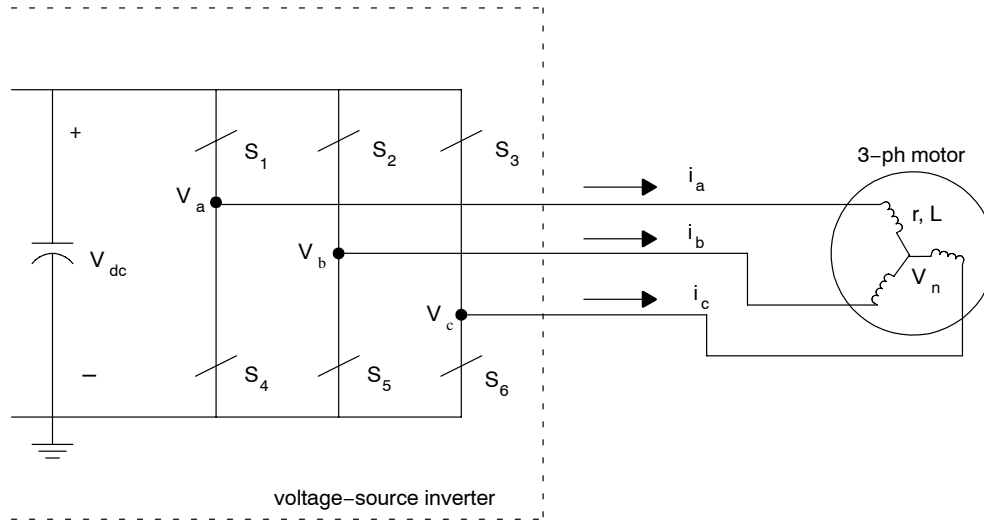 +
S1
S2
S3
3−ph motor
Va
ia
r, L
Vb
ib
Vdc
Vn
Vc
ic
−
S4
S5
S6
voltage−source inverter